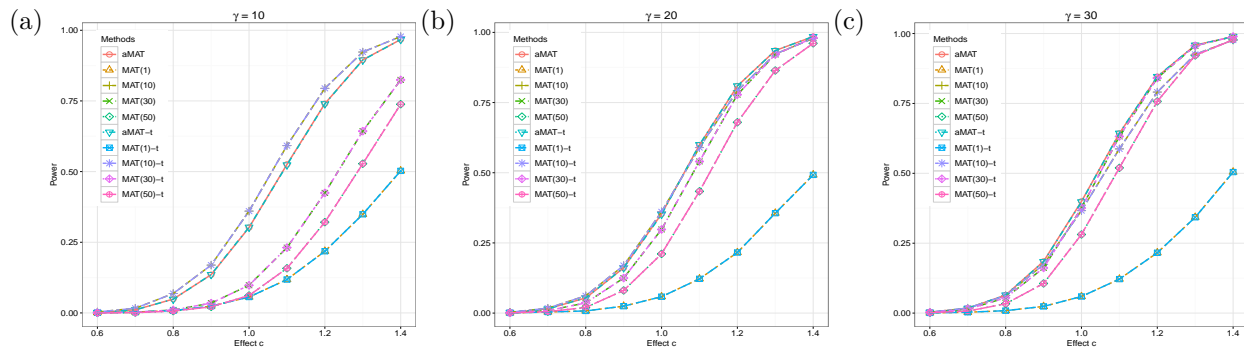 (a)
γ = 10
1.00
0.75
0.50
0.25
0.00
Power
Methods
aMAT
MAT(1)
MAT(10)
MAT(30)
MAT(50)
aMAT−t
MAT(1)−t
MAT(10)−t
MAT(30)−t
MAT(50)−t
0.6 0.8 1.0 1.2 1.4
Effect c
(b)
γ = 20
1.00
0.75
0.50
0.25
0.00
Power
Methods
aMAT
MAT(1)
MAT(10)
MAT(30)
MAT(50)
aMAT−t
MAT(1)−t
MAT(10)−t
MAT(30)−t
MAT(50)−t
0.6 0.8 1.0 1.2 1.4
Effect c
(c)
γ = 30
1.00
0.75
0.50
0.25
0.00
Power
Methods
aMAT
MAT(1)
MAT(10)
MAT(30)
MAT(50)
aMAT−t
MAT(1)−t
MAT(10)−t
MAT(30)−t
MAT(50)−t
0.6 0.8 1.0 1.2 1.4
Effect c